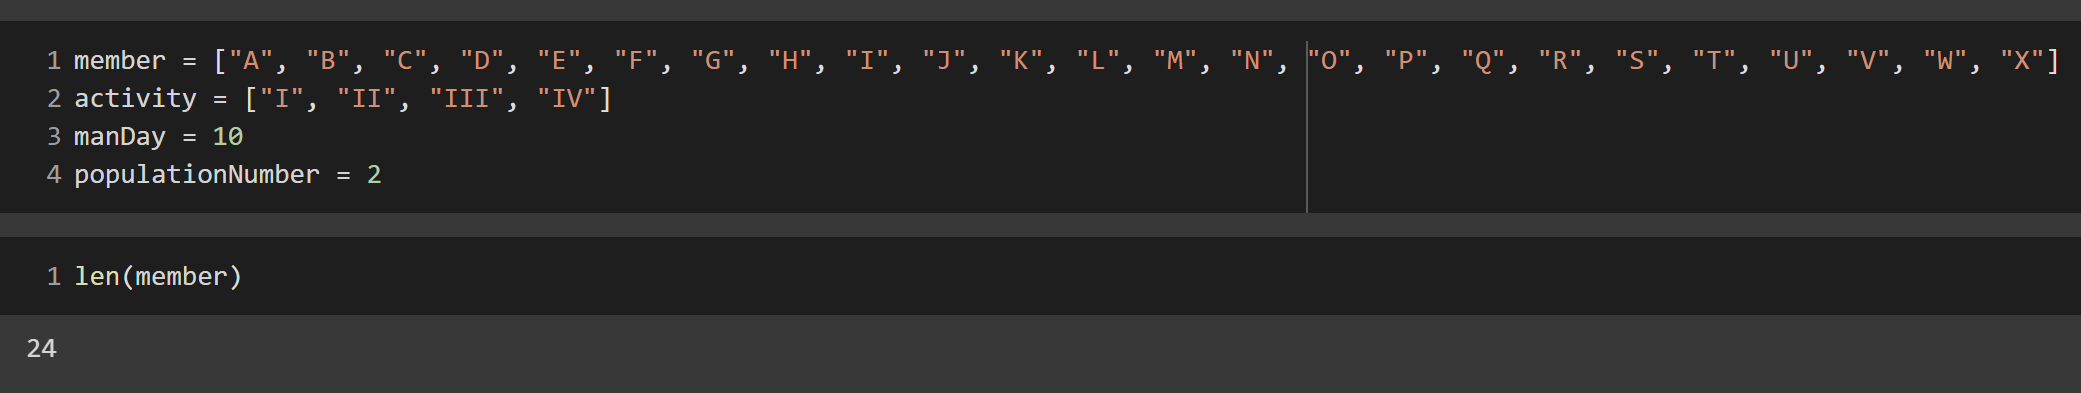 1 member = ["A", "B", "C", "D", "E", "F", "G", "H", "I", "J", "K", "L", "M", "N", "O", "P", "Q", "R", "S", "T", "U", "V", "W", "X"]
2 activity = ["I", "II", "III", "IV"]
3 manDay = 10
4 populationNumber = 2
1 len(member)
24